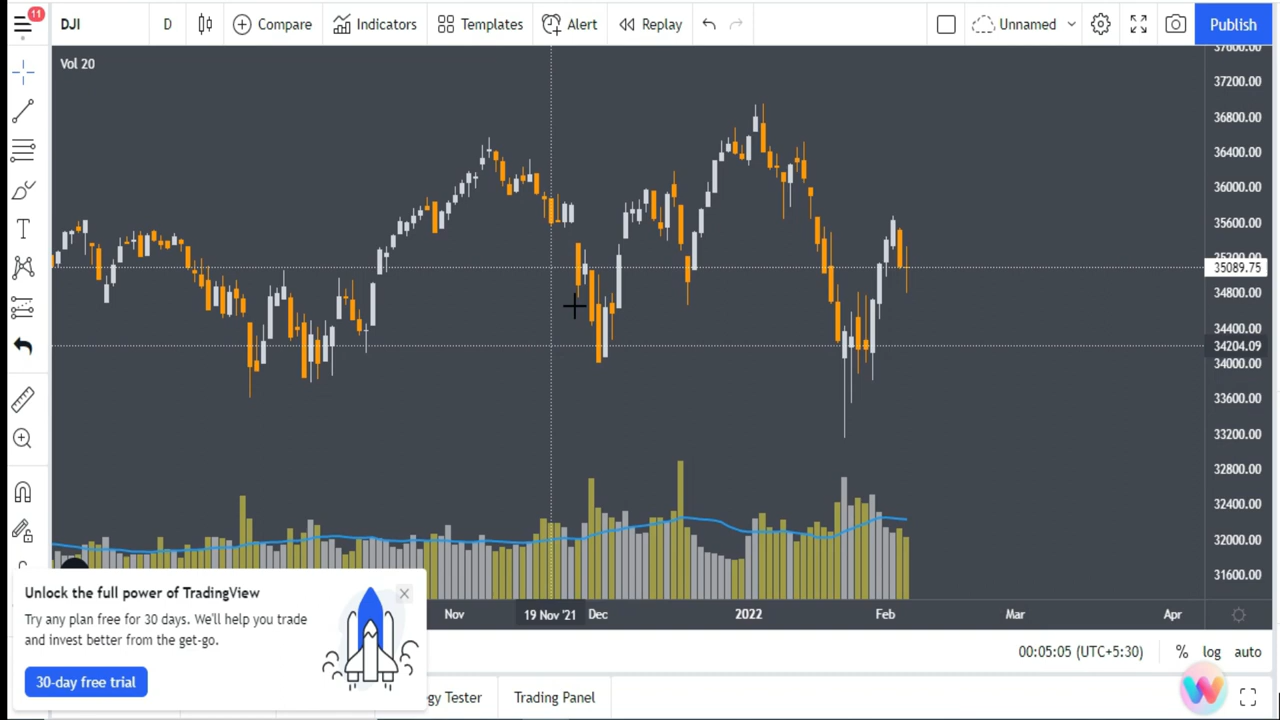 11
DJI
D
Compare
Indicators
Templates
Alert
Replay
Unnamed
Publish
Vol 20
37600.00
37200.00
36800.00
36400.00
36000.00
35600.00
35200.00
35089.75
34800.00
34400.00
34204.09
34000.00
33600.00
33200.00
32800.00
32400.00
32000.00
31600.00
Nov
19 Nov '21
Dec
2022
Feb
Mar
Apr
Unlock the full power of TradingView
Try any plan free for 30 days. We'll help you trade
and invest better from the get-go.
30-day free trial
00:05:05 (UTC+5:30)
%
log
auto
gy Tester
Trading Panel